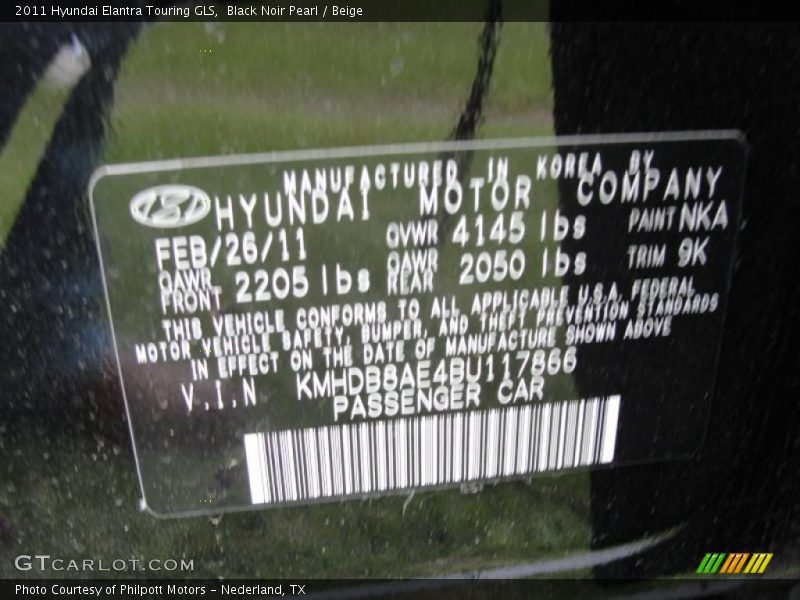 2011 Hyundai Elantra Touring GLS,  Black Noir Pearl / Beige
MANUFACTURED IN KOREA BY
HYUNDAI MOTOR COMPANY
FEB/26/11 GVWR 4145 lbs PAINT NKA
GAWR FRONT 2205 lbs GAWR REAR 2050 lbs TRIM 9K
THIS VEHICLE CONFORMS TO ALL APPLICABLE U.S.A. FEDERAL
MOTOR VEHICLE SAFETY, BUMPER, AND THEFT PREVENTION STANDARDS
IN EFFECT ON THE DATE OF MANUFACTURE SHOWN ABOVE
V.I.N KMHDB8AE4BU117866
PASSENGER CAR
GTCARLOT.COM
Photo Courtesy of Philpott Motors – Nederland, TX